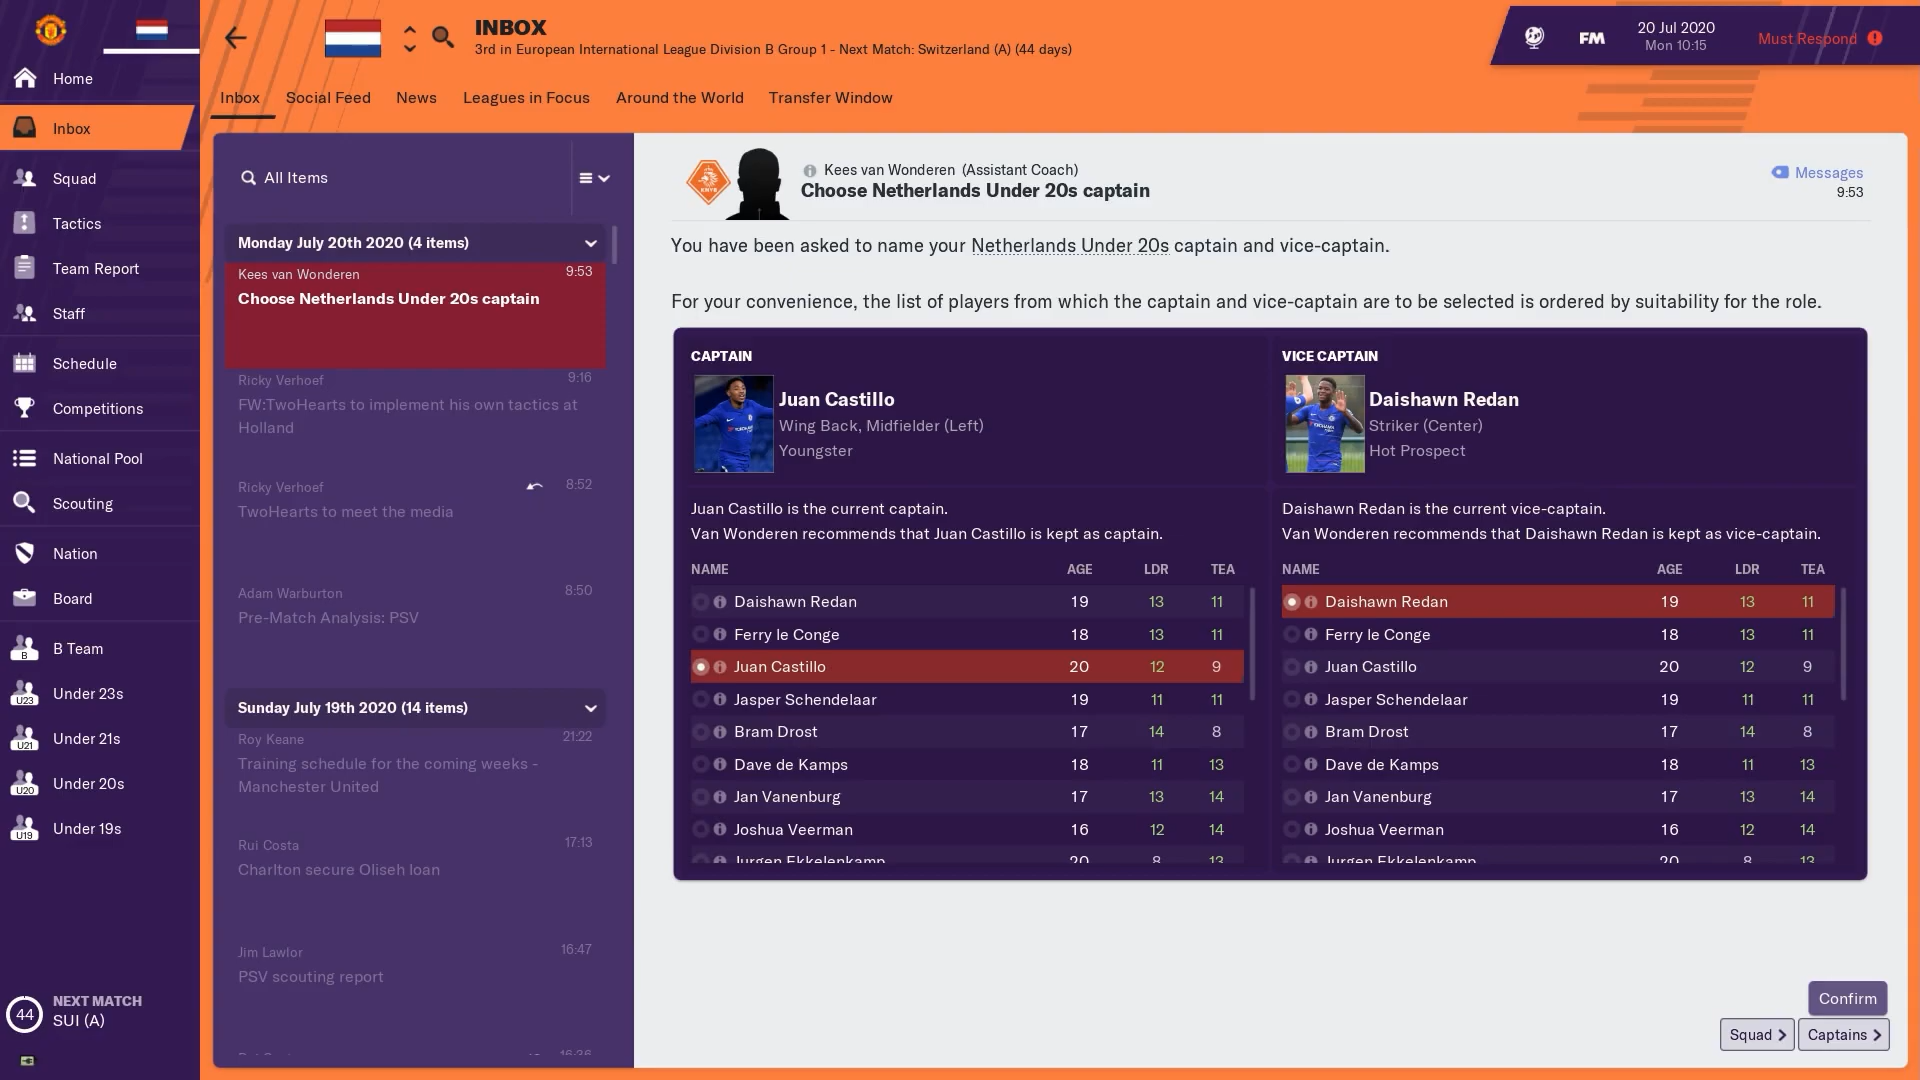 INBOX
3rd in European International League Division B Group 1 - Next Match: Switzerland (A) (44 days)
FM
20 Jul 2020
Mon 10:15
Must Respond
Home
Inbox
Squad
Tactics
Team Report
Staff
Schedule
Competitions
National Pool
Scouting
Nation
Board
B
B Team
U23
Under 23s
U21
Under 21s
U20
Under 20s
U19
Under 19s
44
NEXT MATCH
SUI (A)
Inbox Social Feed News Leagues in Focus Around the World Transfer Window
All Items
Monday July 20th 2020 (4 items)
Kees van Wonderen 9:53
Choose Netherlands Under 20s captain
Ricky Verhoef 9:16
FW:TwoHearts to implement his own tactics at
Holland
Ricky Verhoef 8:52
TwoHearts to meet the media
Adam Warburton 8:50
Pre-Match Analysis: PSV
Sunday July 19th 2020 (14 items)
Roy Keane 21:22
Training schedule for the coming weeks -
Manchester United
Rui Costa 17:13
Charlton secure Oliseh loan
Jim Lawlor 16:47
PSV scouting report
16:36
KNVB
Kees van Wonderen (Assistant Coach)
Choose Netherlands Under 20s captain
Messages
9:53
You have been asked to name your Netherlands Under 20s captain and vice-captain.
For your convenience, the list of players from which the captain and vice-captain are to be selected is ordered by suitability for the role.
CAPTAIN
Juan Castillo
Wing Back, Midfielder (Left)
Youngster
Juan Castillo is the current captain.
Van Wonderen recommends that Juan Castillo is kept as captain.
NAME AGE LDR TEA
Daishawn Redan 19 13 11
Ferry le Conge 18 13 11
Juan Castillo 20 12 9
Jasper Schendelaar 19 11 11
Bram Drost 17 14 8
Dave de Kamps 18 11 13
Jan Vanenburg 17 13 14
Joshua Veerman 16 12 14
Jurgen Ekkelenkamp 20 8 13
VICE CAPTAIN
Daishawn Redan
Striker (Center)
Hot Prospect
Daishawn Redan is the current vice-captain.
Van Wonderen recommends that Daishawn Redan is kept as vice-captain.
NAME AGE LDR TEA
Daishawn Redan 19 13 11
Ferry le Conge 18 13 11
Juan Castillo 20 12 9
Jasper Schendelaar 19 11 11
Bram Drost 17 14 8
Dave de Kamps 18 11 13
Jan Vanenburg 17 13 14
Joshua Veerman 16 12 14
Jurgen Ekkelenkamp 20 8 13
Confirm
Squad
Captains